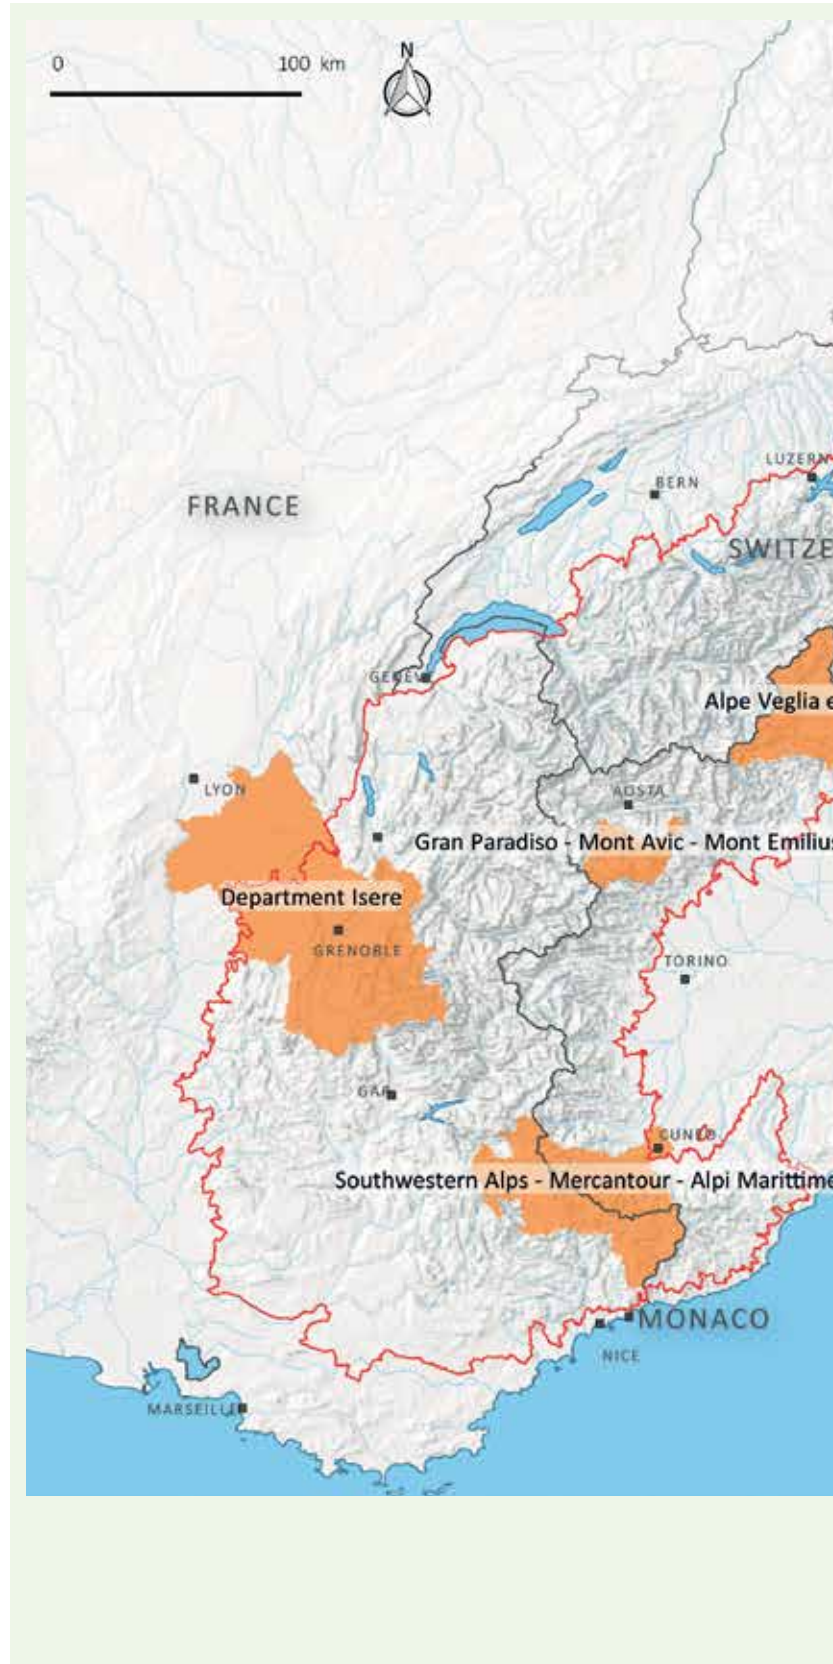 0 100 km N
LUZERN
BERN
FRANCE
SWITZE
GENEV
Alpe Veglia e
LYON
AOSTA
Gran Paradiso - Mont Avic - Mont Emilius
Department Isere
GRENOBLE
TORINO
GAP
CUNEO
Southwestern Alps - Mercantour - Alpi Marittime
MONACO
NICE
MARSEILLE